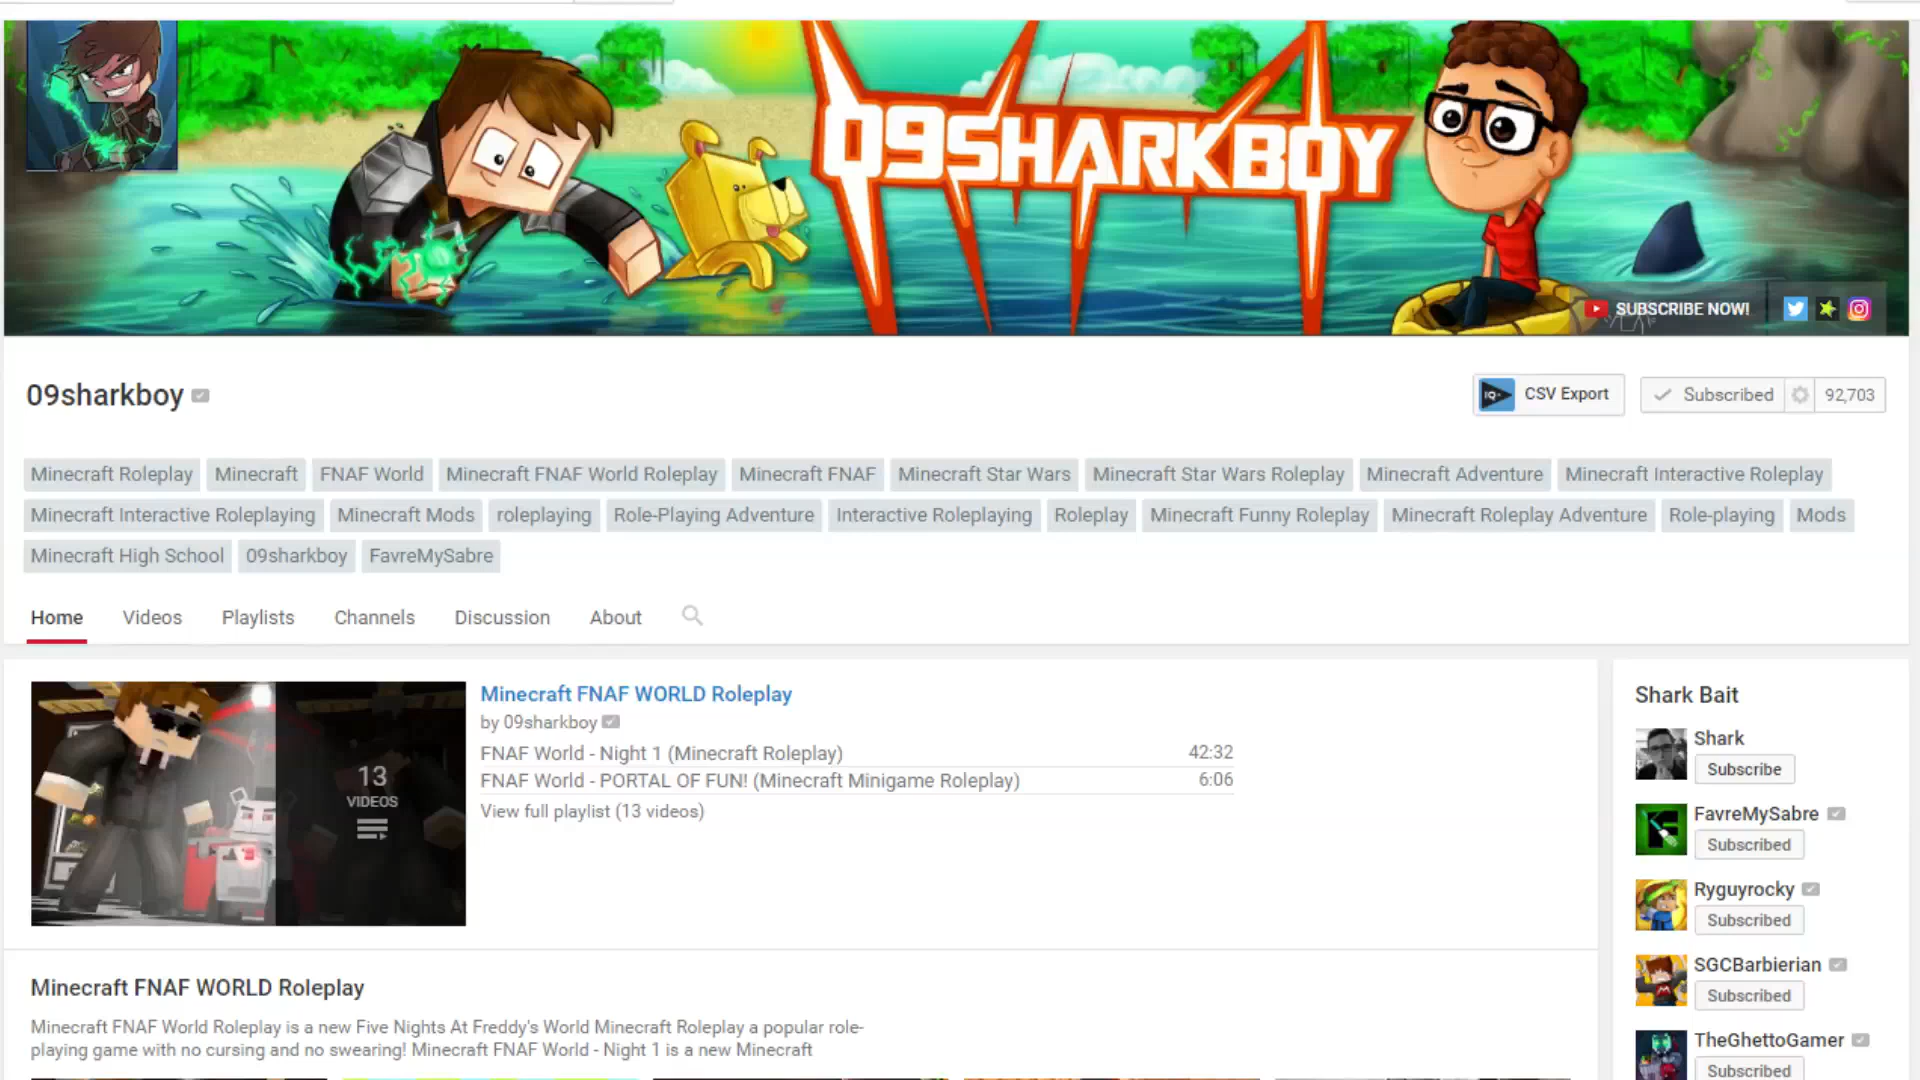 09SHARKBOY
SUBSCRIBE NOW!
09sharkboy
IQ
CSV Export
Subscribed
92,703
Minecraft Roleplay Minecraft FNAF World Minecraft FNAF World Roleplay Minecraft FNAF Minecraft Star Wars Minecraft Star Wars Roleplay Minecraft Adventure Minecraft Interactive Roleplay
Minecraft Interactive Roleplaying Minecraft Mods roleplaying Role-Playing Adventure Interactive Roleplaying Roleplay Minecraft Funny Roleplay Minecraft Roleplay Adventure Role-playing Mods
Minecraft High School 09sharkboy FavreMySabre
Home Videos Playlists Channels Discussion About
13
VIDEOS
Minecraft FNAF WORLD Roleplay
by 09sharkboy
FNAF World - Night 1 (Minecraft Roleplay) 42:32
FNAF World - PORTAL OF FUN! (Minecraft Minigame Roleplay) 6:06
View full playlist (13 videos)
Minecraft FNAF WORLD Roleplay
Minecraft FNAF World Roleplay is a new Five Nights At Freddy's World Minecraft Roleplay a popular role-
playing game with no cursing and no swearing! Minecraft FNAF World - Night 1 is a new Minecraft
Shark Bait
Shark
Subscribe
FavreMySabre
Subscribed
Ryguyrocky
Subscribed
SGCBarbierian
Subscribed
TheGhettoGamer
Subscribed